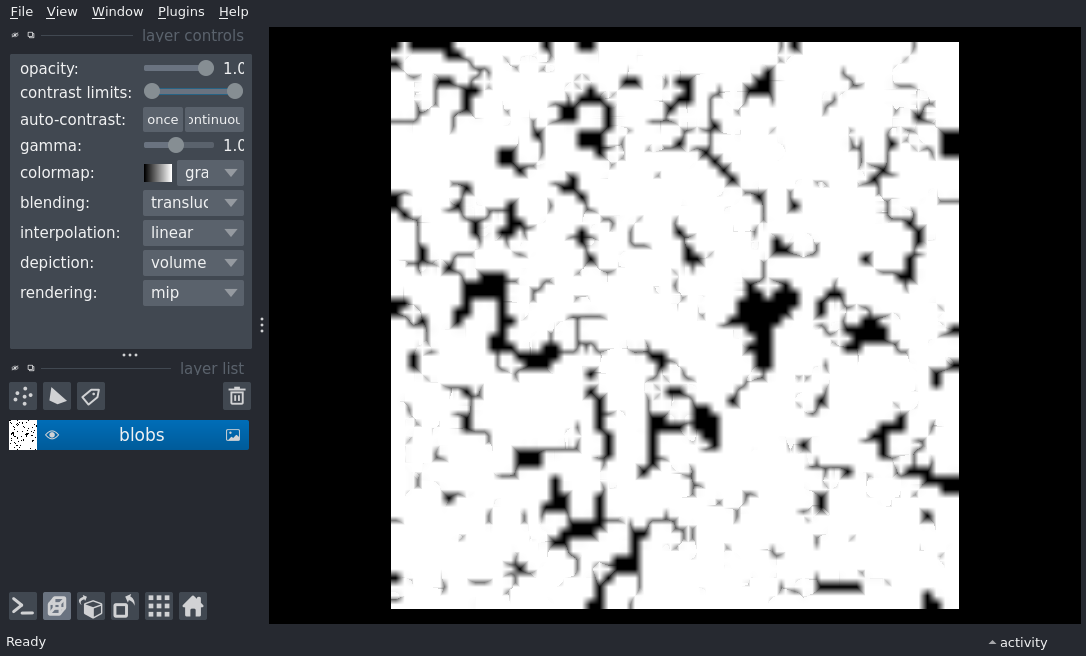 File View Window Plugins Help
layer controls
opacity: 1.0
contrast limits:
auto-contrast: once ontinuou
gamma: 1.0
colormap: gra
blending: transluc
interpolation: linear
depiction: volume
rendering: mip
layer list
blobs
Ready
activity